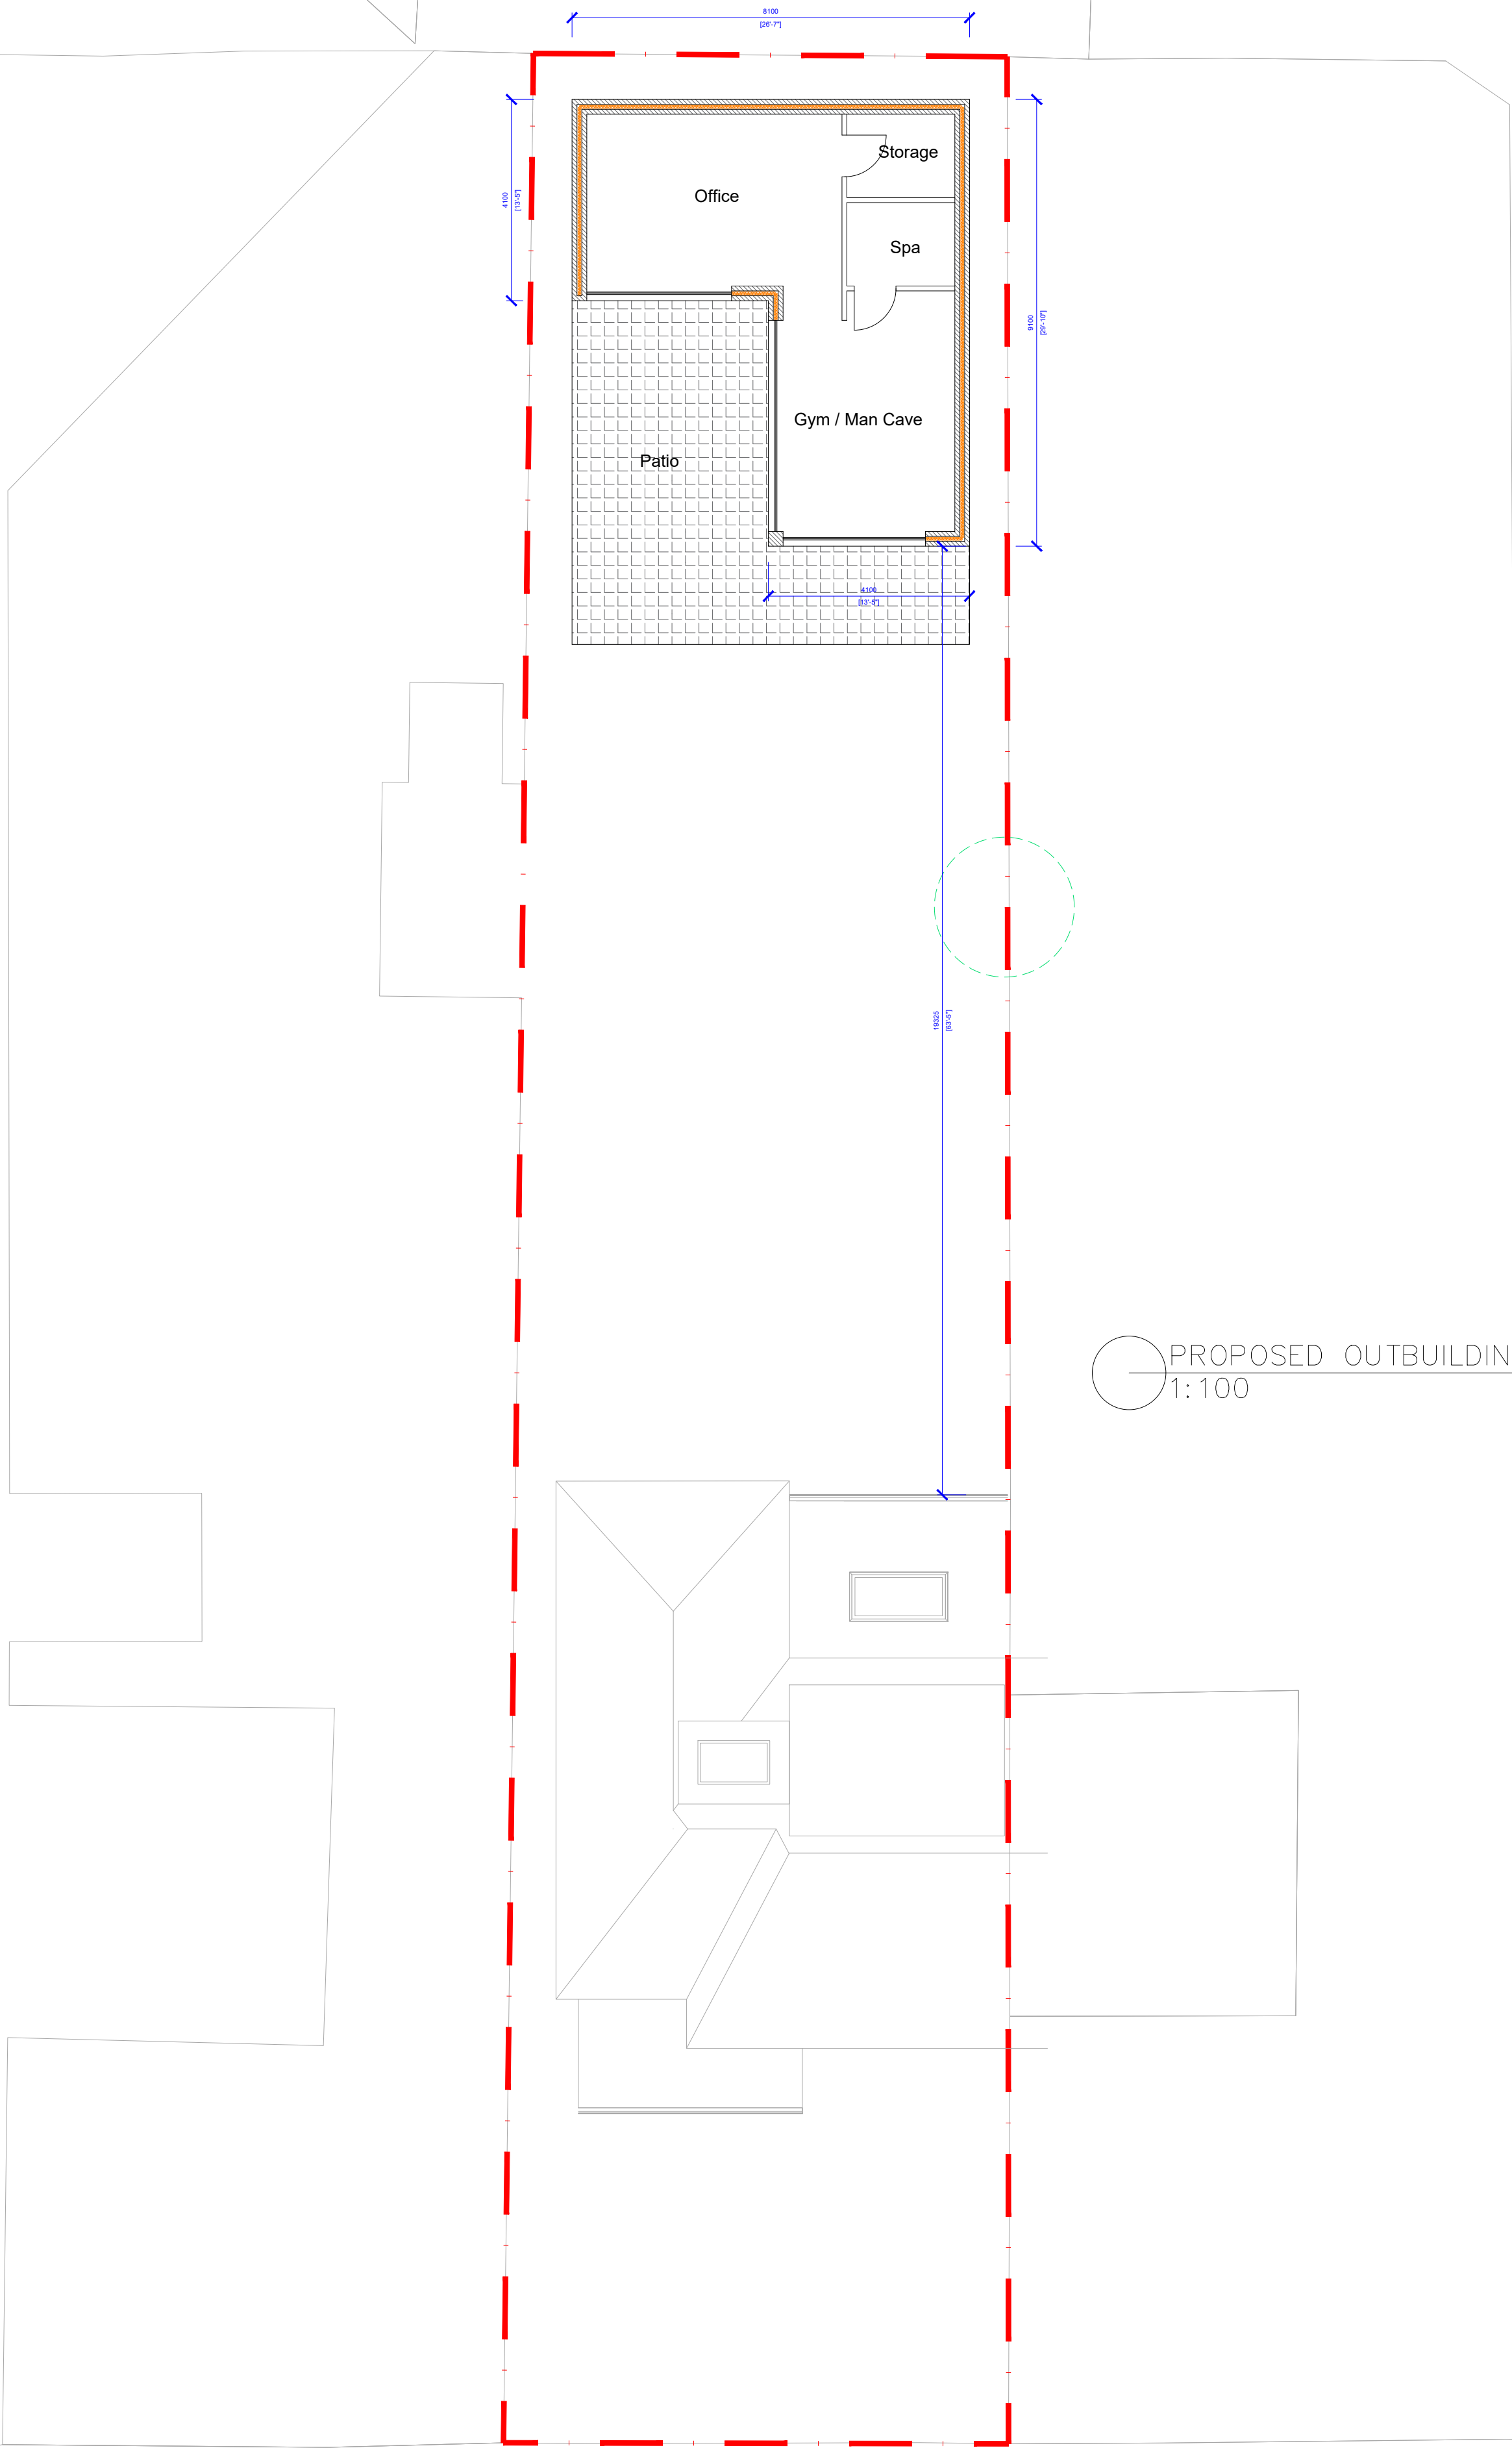 8100
[26'-7"]
Storage
4100
[13'-5"]
Office
Spa
9100
[29'-10"]
Gym / Man Cave
Patio
4100
[13'-5"]
19325
[63'-5"]
PROPOSED OUTBUILDIN
1:100